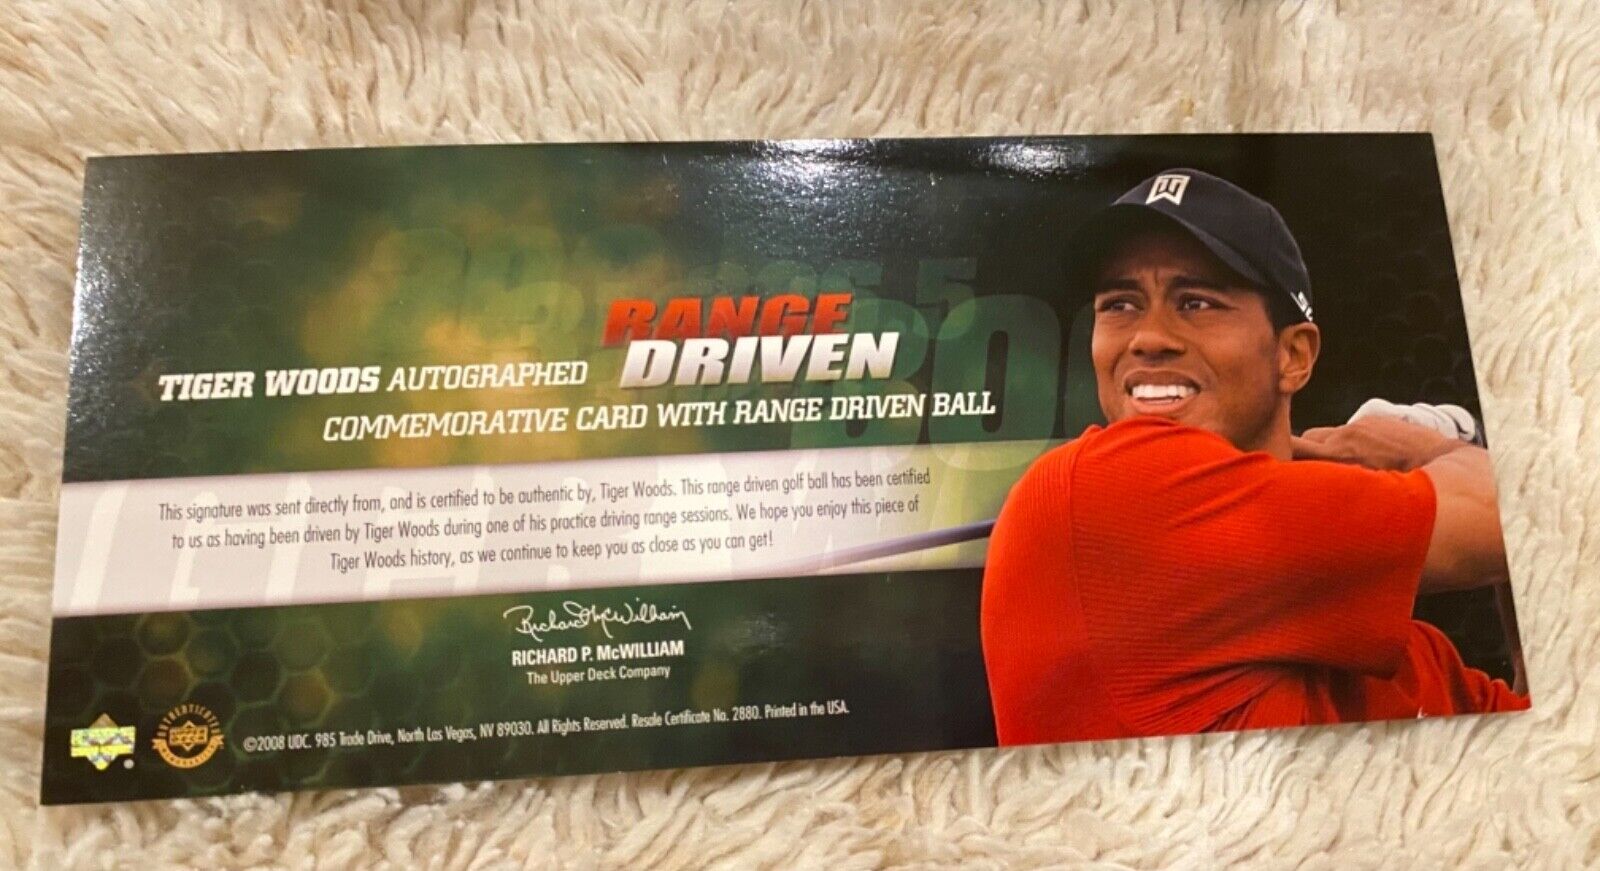 RANGE
DRIVEN
TIGER WOODS AUTOGRAPHED
COMMEMORATIVE CARD WITH RANGE DRIVEN BALL
This signature was sent directly from, and is certified to be authentic by, Tiger Woods. This range driven golf ball has been certified
to us as having been driven by Tiger Woods during one of his practice driving range sessions. We hope you enjoy this piece of
Tiger Woods history, as we continue to keep you as close as you can get!
Richard McWilliam
RICHARD P. McWILLIAM
The Upper Deck Company
©2008 UDC. 985 Trade Drive, North Las Vegas, NV 89030. All Rights Reserved. Resale Certificate No. 2880. Printed in the USA.